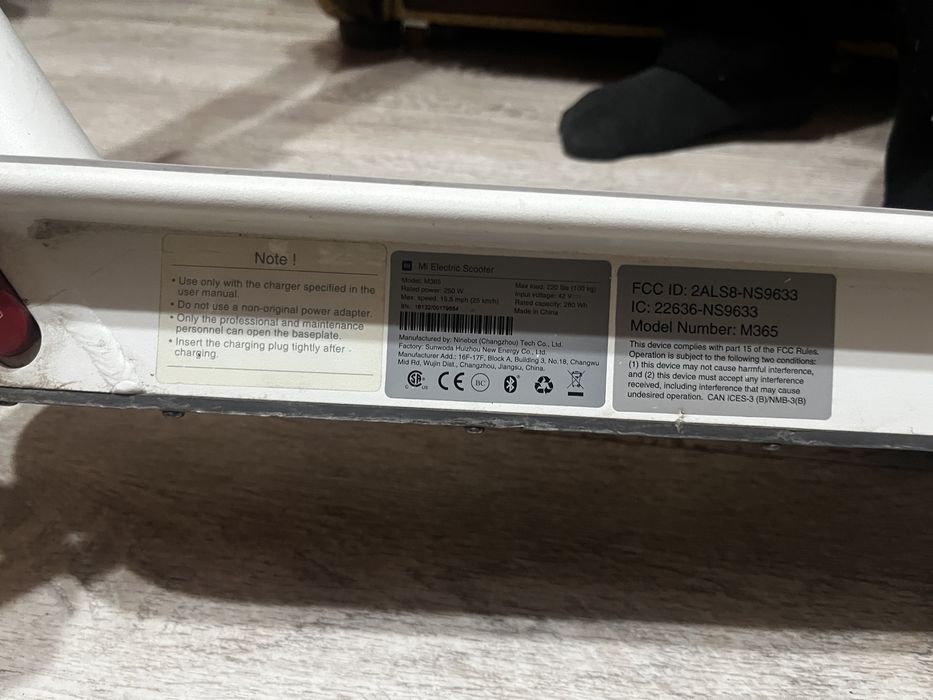 Note !
• Use only with the charger specified in the
user manual.
• Do not use a non-original power adapter.
• Only the professional and maintenance
personnel can open the baseplate.
• Insert the charging plug tightly after
charging.
MI Mi Electric Scooter
Model: M365
Rated power: 250 W
Max. speed: 15.5 mph (25 km/h)
Max load: 220 lbs (100 kg)
Input voltage: 42 V
Rated capacity: 280 Wh
Made in China
SN:
Manufactured by: Ninebot (Changzhou) Tech Co., Ltd.
Factory: Sunwoda Huizhou New Energy Co., Ltd.
Manufacturer Add.: 16F-17F, Block A, Building 3, No.18, Changwu
Mid Rd, Wujin Dist., Changzhou, Jiangsu, China.
CE BC
FCC ID: 2ALS8-NS9633
IC: 22636-NS9633
Model Number: M365
This device complies with part 15 of the FCC Rules.
Operation is subject to the following two conditions:
(1) this device may not cause harmful interference,
and (2) this device must accept any interference
received, including interference that may cause
undesired operation. CAN ICES-3 (B)/NMB-3(B)